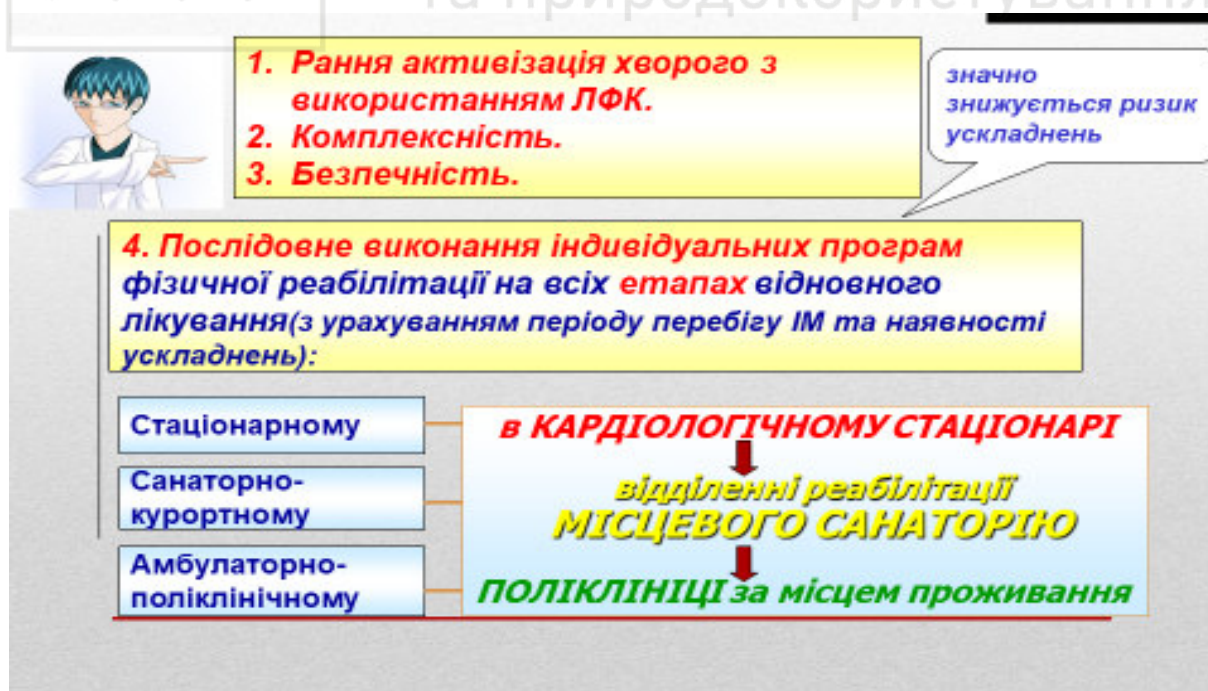 та природокористування
1. Рання активізація хворого з
використанням ЛФК.
2. Комплексність.
3. Безпечність.
значно
знижується ризик
ускладнень
4. Послідовне виконання індивідуальних програм
фізичної реабілітації на всіх етапах відновного
лікування(з урахуванням періоду перебігу ІМ та наявності
ускладнень):
Стаціонарному
в КАРДІОЛОГІЧНОМУ СТАЦІОНАРІ
Санаторно-
курортному
відділенні реабілітації
МІСЦЕВОГО САНАТОРІЮ
Амбулаторно-
поліклінічному
ПОЛІКЛІНІЦІ за місцем проживання